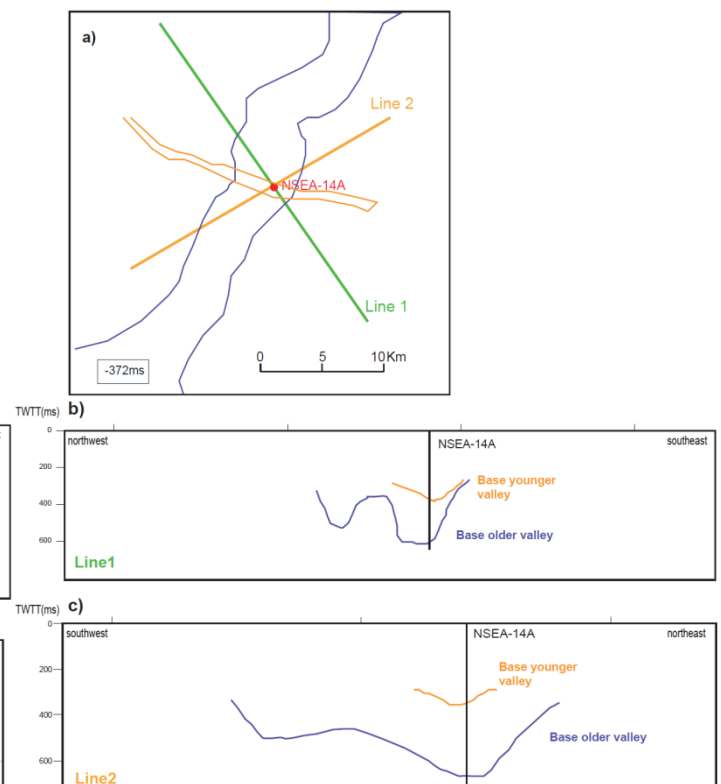 a)
Line 2
NSEA-14A
Line 1
-372ms
0 5 10Km
TWTT(ms) b)
0
200
400
600
northwest
NSEA-14A
southeast
Base younger
valley
Base older valley
Line1
TWTT(ms) c)
0
200
400
600
southwest
NSEA-14A
northeast
Base younger
valley
Base older valley
Line2